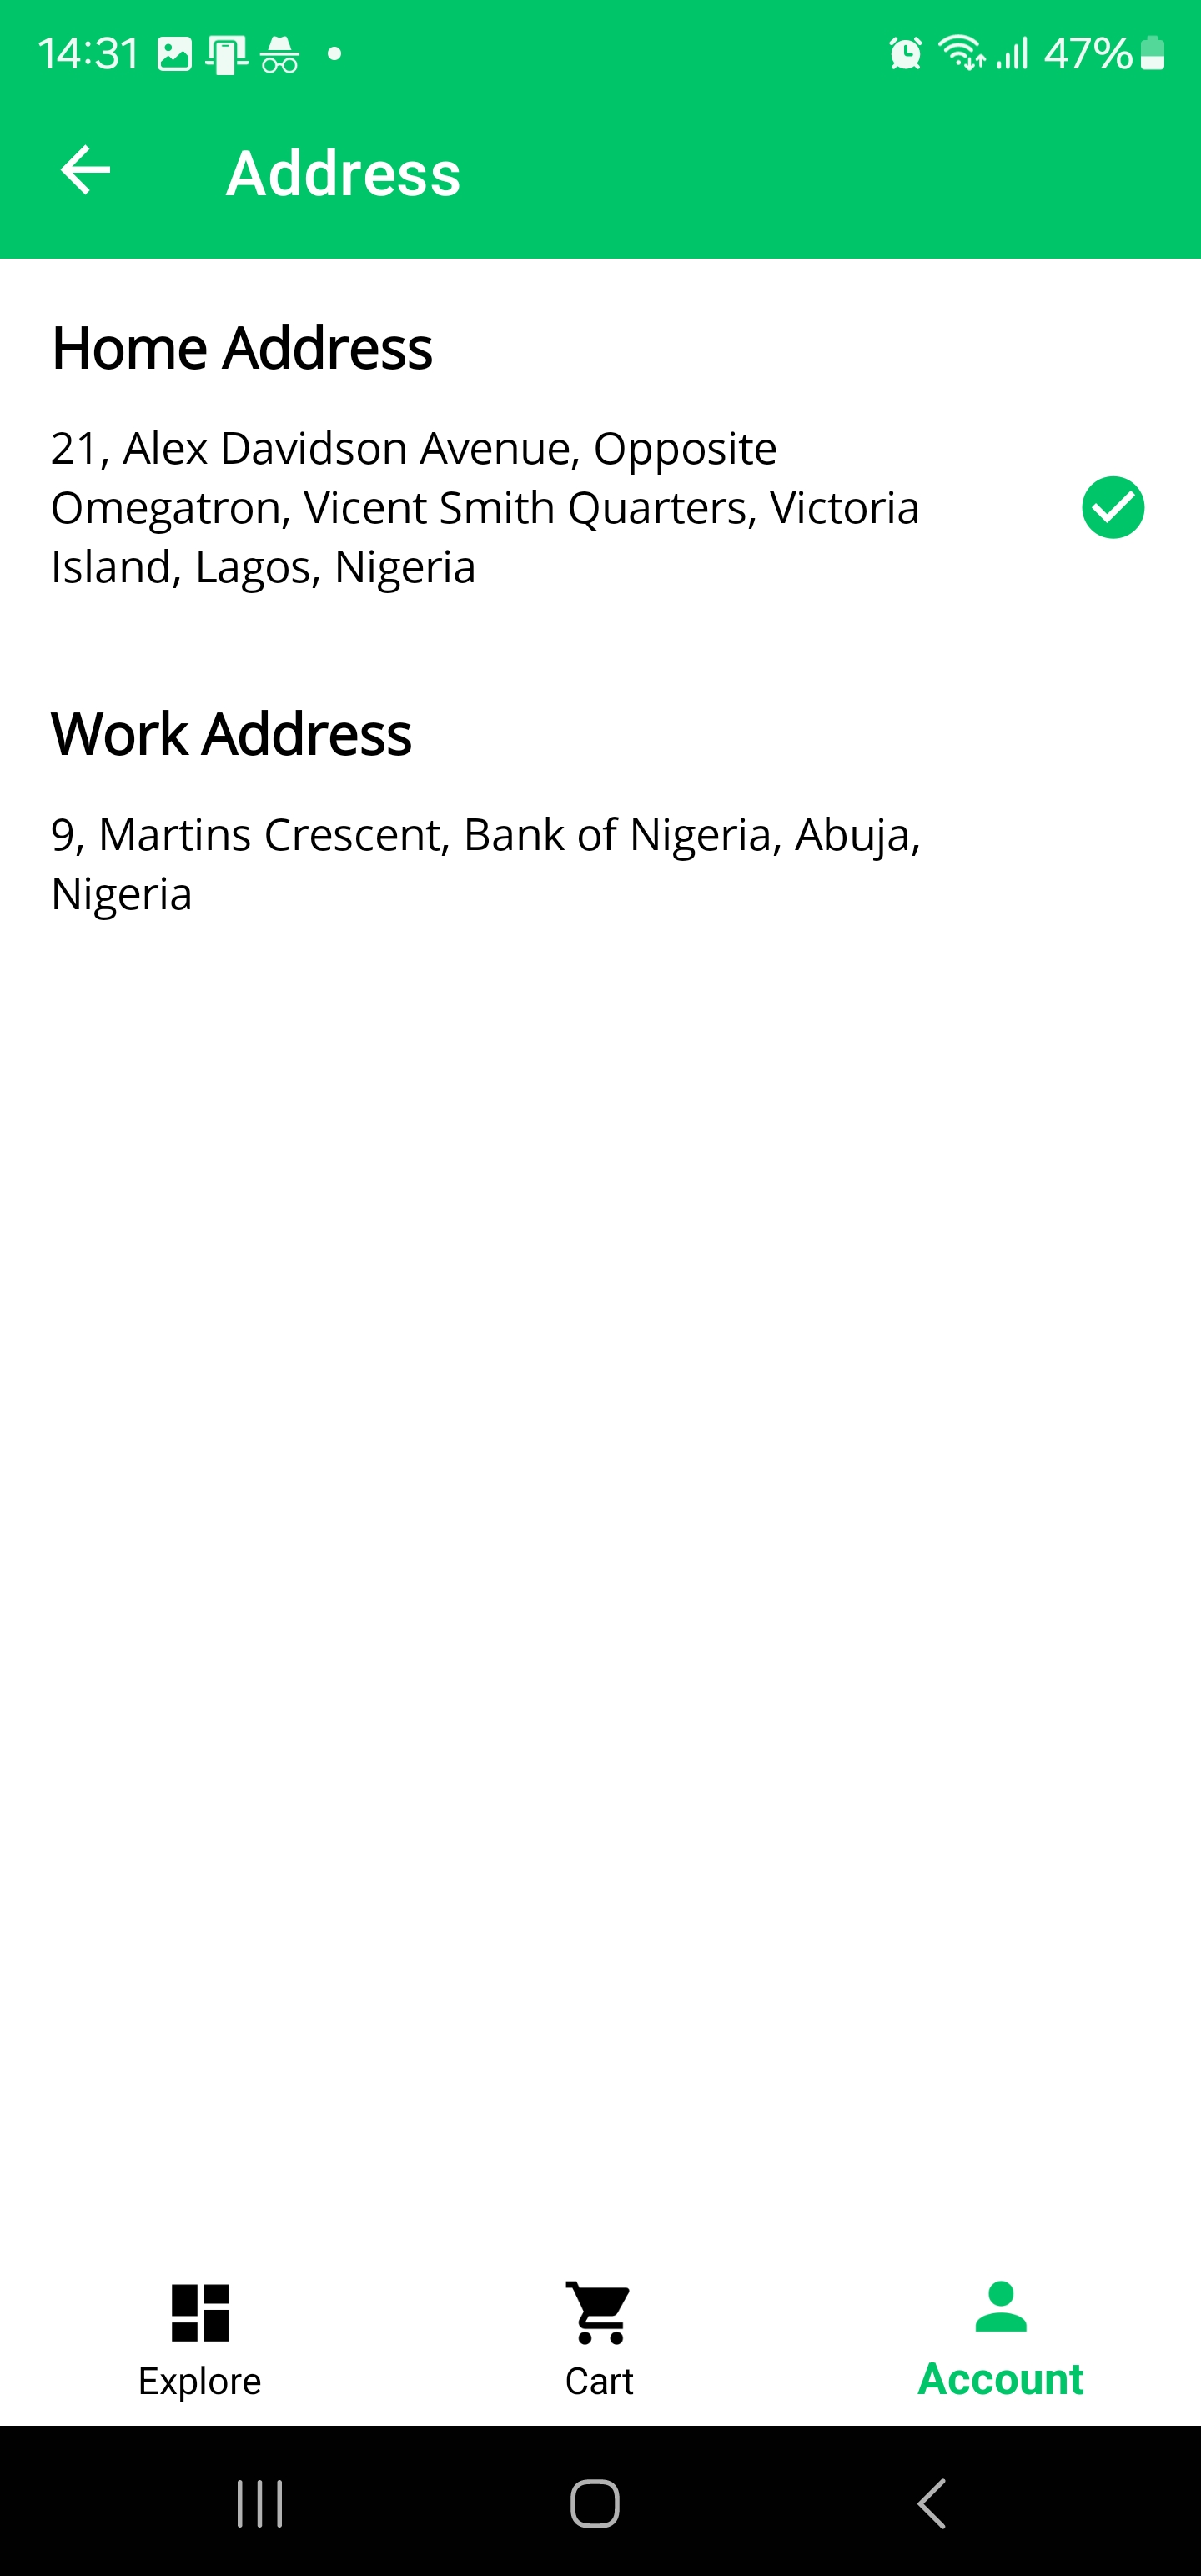 14:31
47%
Address
Home Address
21, Alex Davidson Avenue, Opposite
Omegatron, Vicent Smith Quarters, Victoria
Island, Lagos, Nigeria
Work Address
9, Martins Crescent, Bank of Nigeria, Abuja,
Nigeria
Explore
Cart
Account